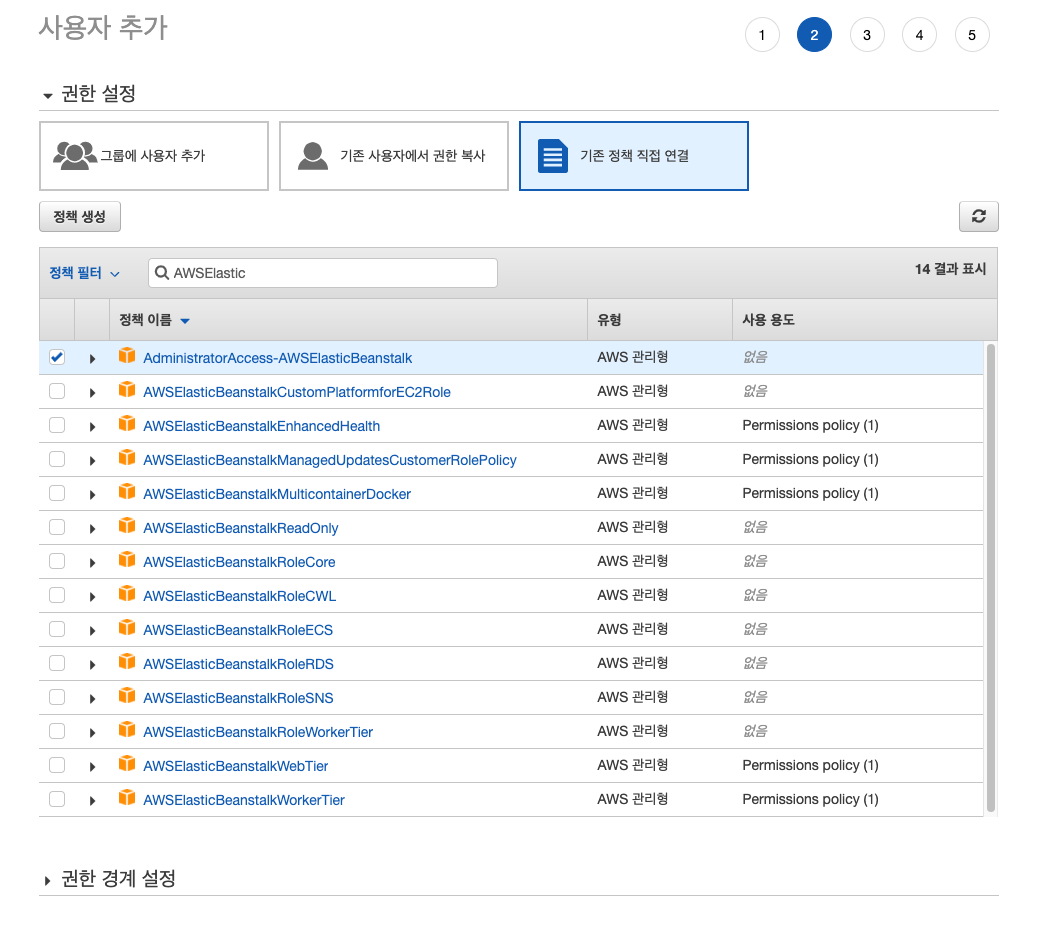 사용자 추가
1 2 3 4 5
권한 설정
그룹에 사용자 추가 기존 사용자에서 권한 복사 기존 정책 직접 연결
정책 생성
정책 필터 AWSElastic 14 결과 표시
정책 이름 유형 사용 용도
AdministratorAccess-AWSElasticBeanstalk AWS 관리형 없음
AWSElasticBeanstalkCustomPlatformforEC2Role AWS 관리형 없음
AWSElasticBeanstalkEnhancedHealth AWS 관리형 Permissions policy (1)
AWSElasticBeanstalkManagedUpdatesCustomerRolePolicy AWS 관리형 Permissions policy (1)
AWSElasticBeanstalkMulticontainerDocker AWS 관리형 Permissions policy (1)
AWSElasticBeanstalkReadOnly AWS 관리형 없음
AWSElasticBeanstalkRoleCore AWS 관리형 없음
AWSElasticBeanstalkRoleCWL AWS 관리형 없음
AWSElasticBeanstalkRoleECS AWS 관리형 없음
AWSElasticBeanstalkRoleRDS AWS 관리형 없음
AWSElasticBeanstalkRoleSNS AWS 관리형 없음
AWSElasticBeanstalkRoleWorkerTier AWS 관리형 없음
AWSElasticBeanstalkWebTier AWS 관리형 Permissions policy (1)
AWSElasticBeanstalkWorkerTier AWS 관리형 Permissions policy (1)
권한 경계 설정